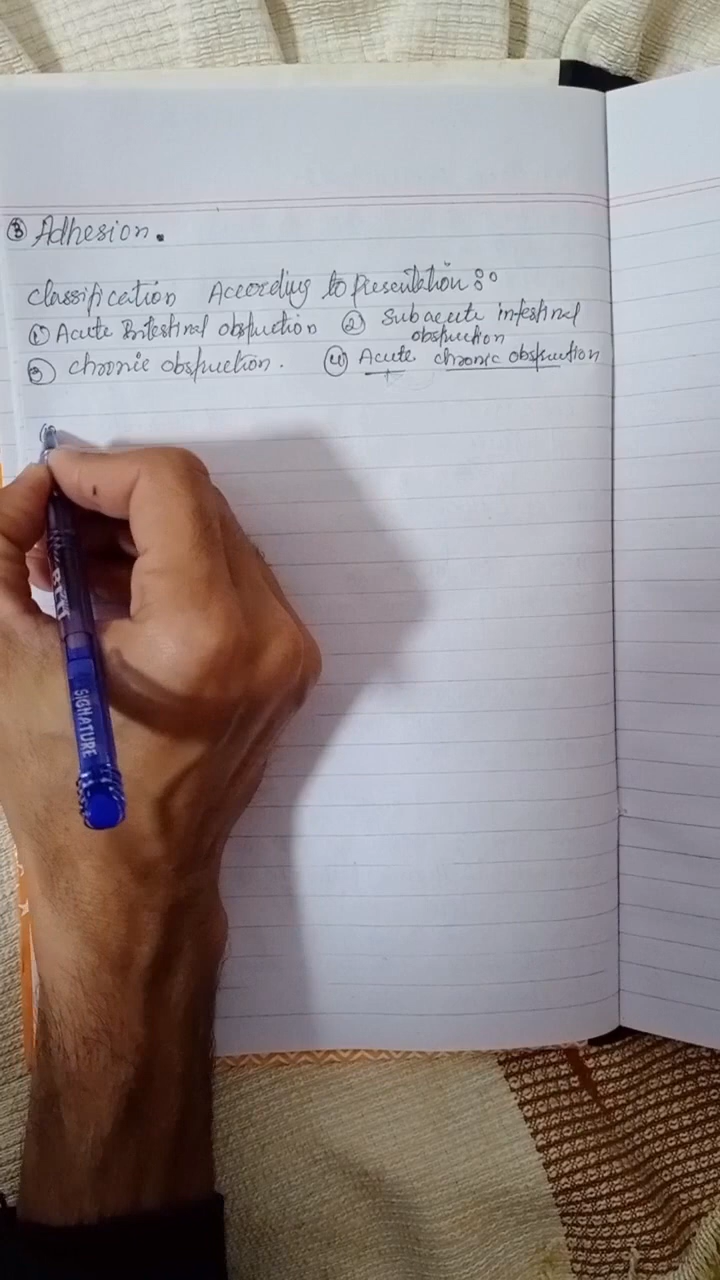 ③ Adhesion.
Classification According to Presentation :-
① Acute Intestinal obstruction ② Subacute intestinal
obstruction
③ Chronic obstruction. ④ Acute chronic obstruction
SIGNATURE